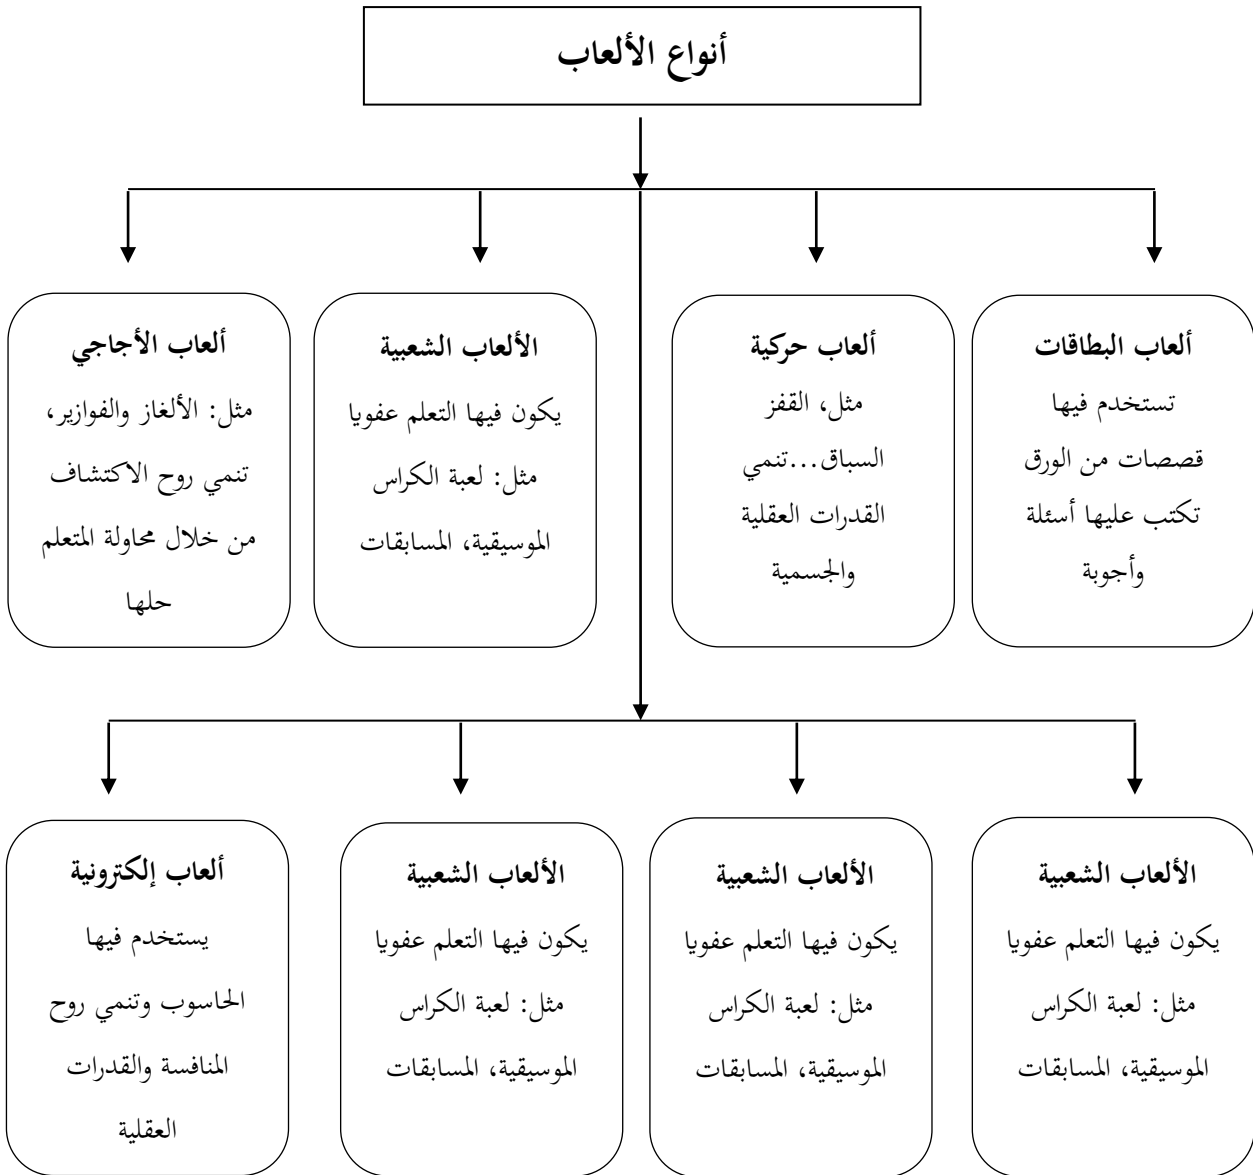 أنواع الألعاب
ألعاب البطاقات
تستخدم فيها
قصصات من الورق
تكتب عليها أسئلة
وأجوبة
ألعاب حركية
مثل، القفز
السباق...تنمي
القدرات العقلية
والجسمية
الألعاب الشعبية
يكون فيها التعلم عفويا
مثل: لعبة الكراس
الموسيقية، المسابقات
ألعاب الأجاجي
مثل: الألغاز والفوازير،
تنمي روح الاكتشاف
من خلال محاولة المتعلم
حلها
الألعاب الشعبية
يكون فيها التعلم عفويا
مثل: لعبة الكراس
الموسيقية، المسابقات
الألعاب الشعبية
يكون فيها التعلم عفويا
مثل: لعبة الكراس
الموسيقية، المسابقات
الألعاب الشعبية
يكون فيها التعلم عفويا
مثل: لعبة الكراس
الموسيقية، المسابقات
ألعاب إلكترونية
يستخدم فيها
الحاسوب وتنمي روح
المنافسة والقدرات
العقلية